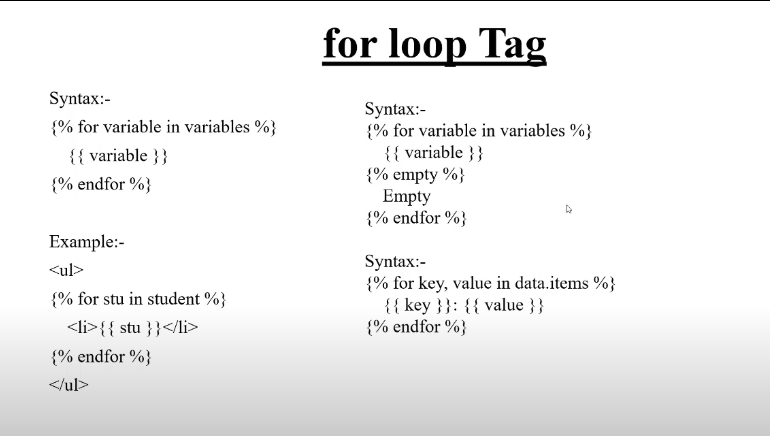 for loop Tag
Syntax:-
{% for variable in variables %}
{{ variable }}
{% endfor %}
Example:-
<ul>
{% for stu in student %}
<li>{{ stu }}</li>
{% endfor %}
</ul>
Syntax:-
{% for variable in variables %}
{{ variable }}
{% empty %}
Empty
{% endfor %}
Syntax:-
{% for key, value in data.items %}
{{ key }}: {{ value }}
{% endfor %}